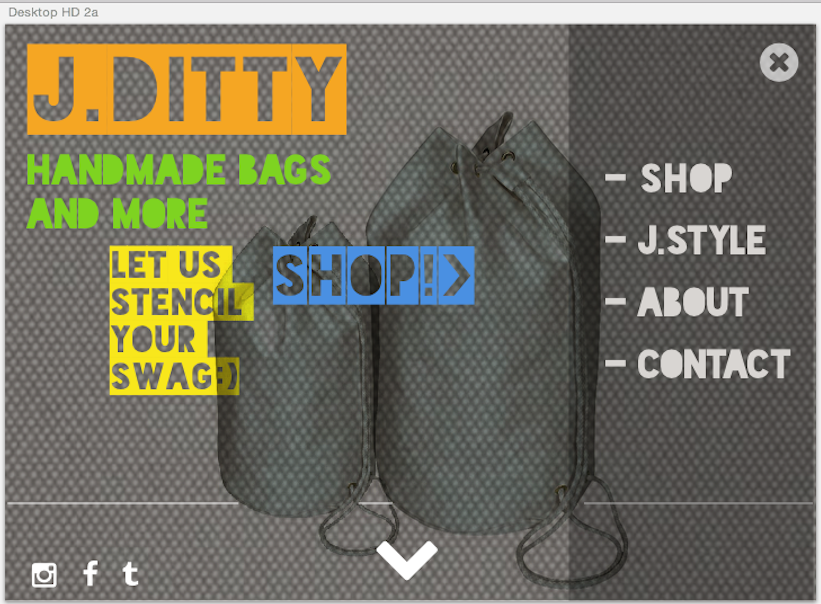 Desktop HD 2a
J.DITTY
HANDMADE BAGS
AND MORE
LET US
STENCIL
YOUR
SWAG:)
SHOP!>
- SHOP
- J.STYLE
- ABOUT
- CONTACT
f t